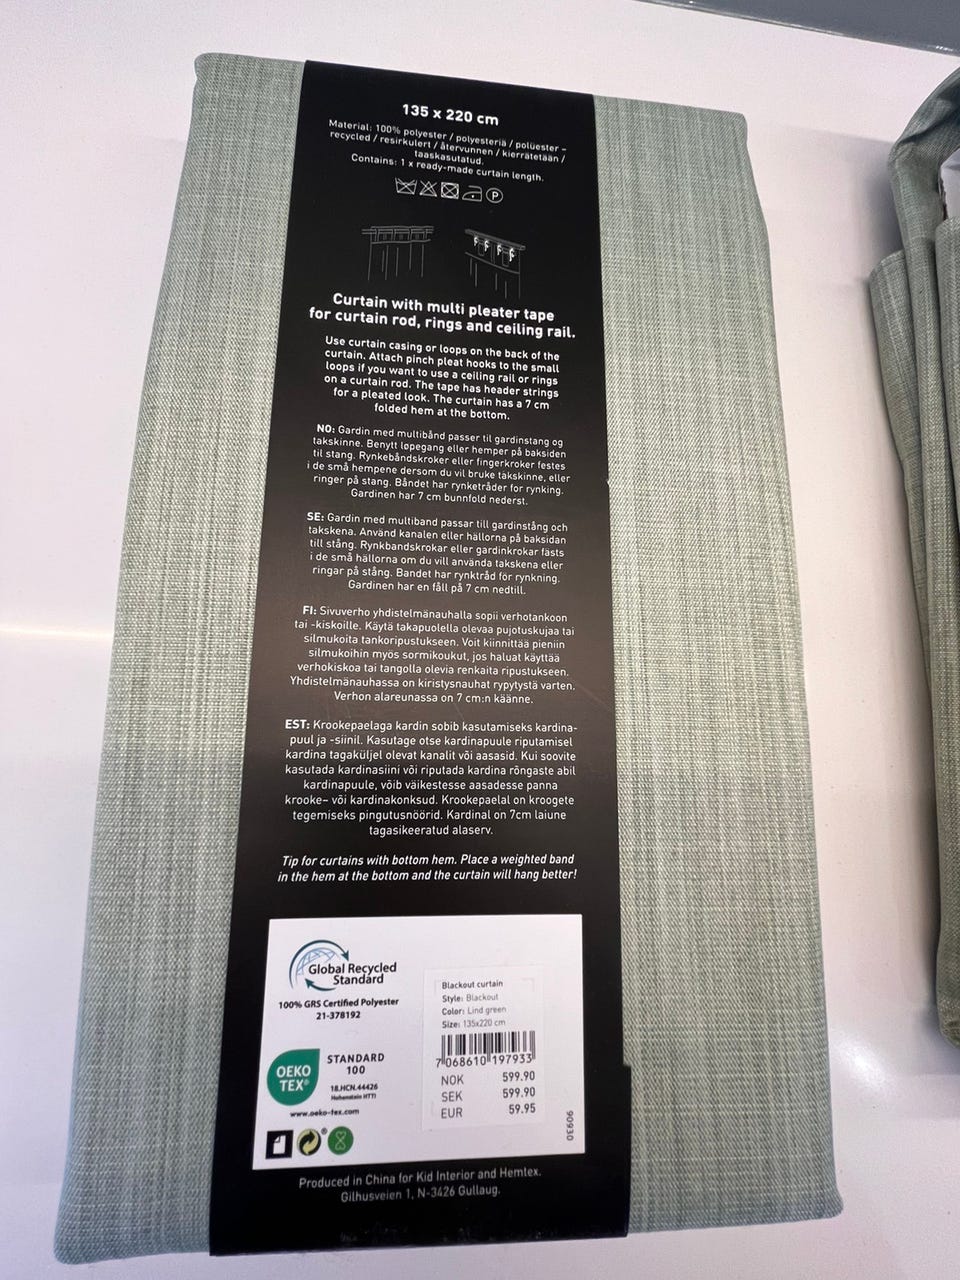 135 x 220 cm
Material: 100% polyester / polyesteriä / polüester –
recycled / resirkulert / återvunnen / kierrätetään /
taaskasutatud.
Contains: 1 x ready-made curtain length.
P
Curtain with multi pleater tape
for curtain rod, rings and ceiling rail.
Use curtain casing or loops on the back of the
curtain. Attach pinch pleat hooks to the small
loops if you want to use a ceiling rail or rings
on a curtain rod. The tape has header strings
for a pleated look. The curtain has a 7 cm
folded hem at the bottom.
NO: Gardin med multibånd passer til gardinstang og
takskinne. Benytt løpegang eller hemper på baksiden
til stang. Rynkebåndskroker eller fingerkroker festes
i de små hempene dersom du vil bruke takskinne, eller
ringer på stang. Båndet har rynketråder for rynking.
Gardinen har 7 cm bunnfold nederst.
SE: Gardin med multiband passar till gardinstång och
takskena. Använd kanalen eller hällorna på baksidan
till stång. Rynkbandskrokar eller gardinkrokar fästs
i de små hällorna om du vill använda takskena eller
ringar på stång. Bandet har rynktråd för rynkning.
Gardinen har en fåll på 7 cm nedtill.
FI: Sivuverho yhdistelmänauhalla sopii verhotankoon
tai -kiskoille. Käytä takapuolella olevaa pujotuskujaa tai
silmukoita tankoripustukseen. Voit kiinnittää pieniin
silmukoihin myös sormikoukut, jos haluat käyttää
verhokiskoa tai tangolla olevia renkaita ripustukseen.
Yhdistelmänauhassa on kiristysnauhat rypytystä varten.
Verhon alareunassa on 7 cm:n käänne.
EST: Krookepaelaga kardin sobib kasutamiseks kardina-
puul ja -siinil. Kasutage otse kardinapuule riputamisel
kardina tagaküljel olevat kanalit või aasasid. Kui soovite
kasutada kardinasiini või riputada kardina rõngaste abil
kardinapuule, võib väikestesse aasadesse panna
krooke- või kardinakonksud. Krookepaelal on kroogete
tegemiseks pingutusnöörid. Kardinal on 7cm laiune
tagasikeeratud alaserv.
Tip for curtains with bottom hem. Place a weighted band
in the hem at the bottom and the curtain will hang better!
Global Recycled
Standard
100% GRS Certified Polyester
21-378192
OEKO
TEX®
STANDARD
100
18.HCN.44426
Hohenstein HTTI
www.oeko-tex.com
Blackout curtain
Style: Blackout
Color: Lind green
Size: 135x220 cm
7 068610 197933
NOK 599.90
SEK 599.90
EUR 59.95
90930
Produced in China for Kid Interior and Hemtex.
Gilhusveien 1, N-3426 Gullaug.